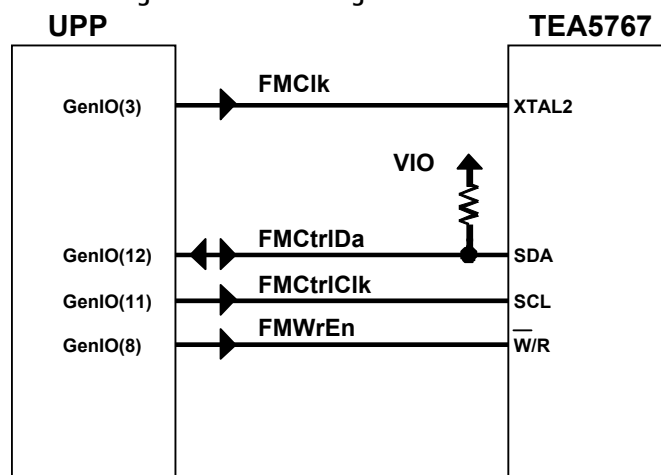 UPP TEA5767
FMClk
GenIO(3) XTAL2
VIO
FMCtrlDa
GenIO(12) SDA
FMCtrlClk
GenIO(11) SCL
FMWrEn
GenIO(8) W̅/R